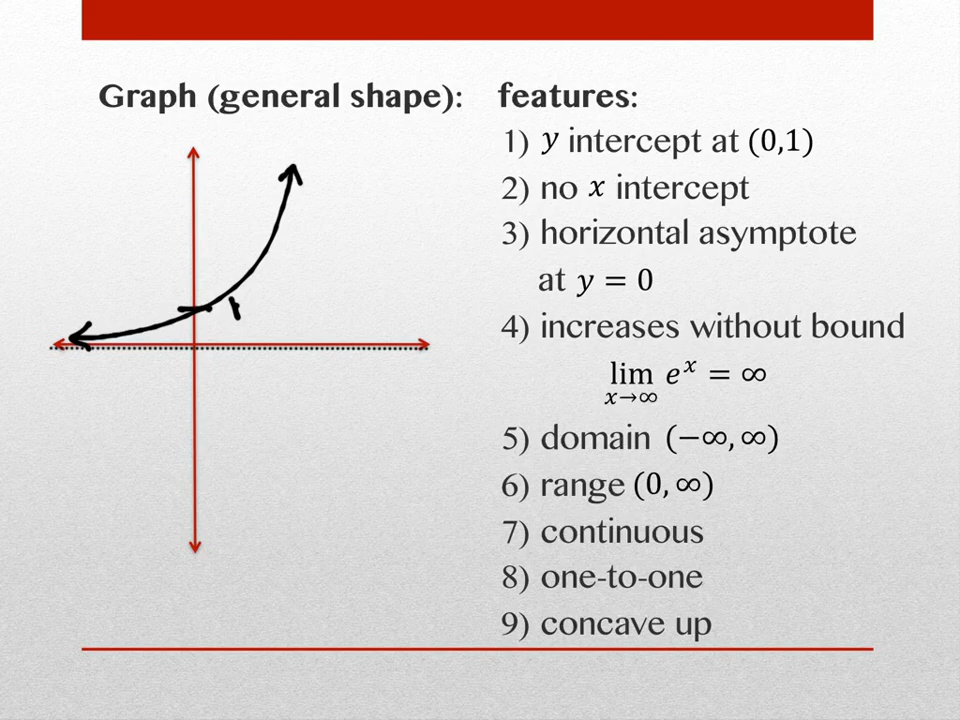 Graph (general shape):
features:
1) y intercept at (0,1)
2) no x intercept
3) horizontal asymptote
at y = 0
4) increases without bound
lim e^x = ∞
x→∞
5) domain (−∞, ∞)
6) range (0, ∞)
7) continuous
8) one-to-one
9) concave up